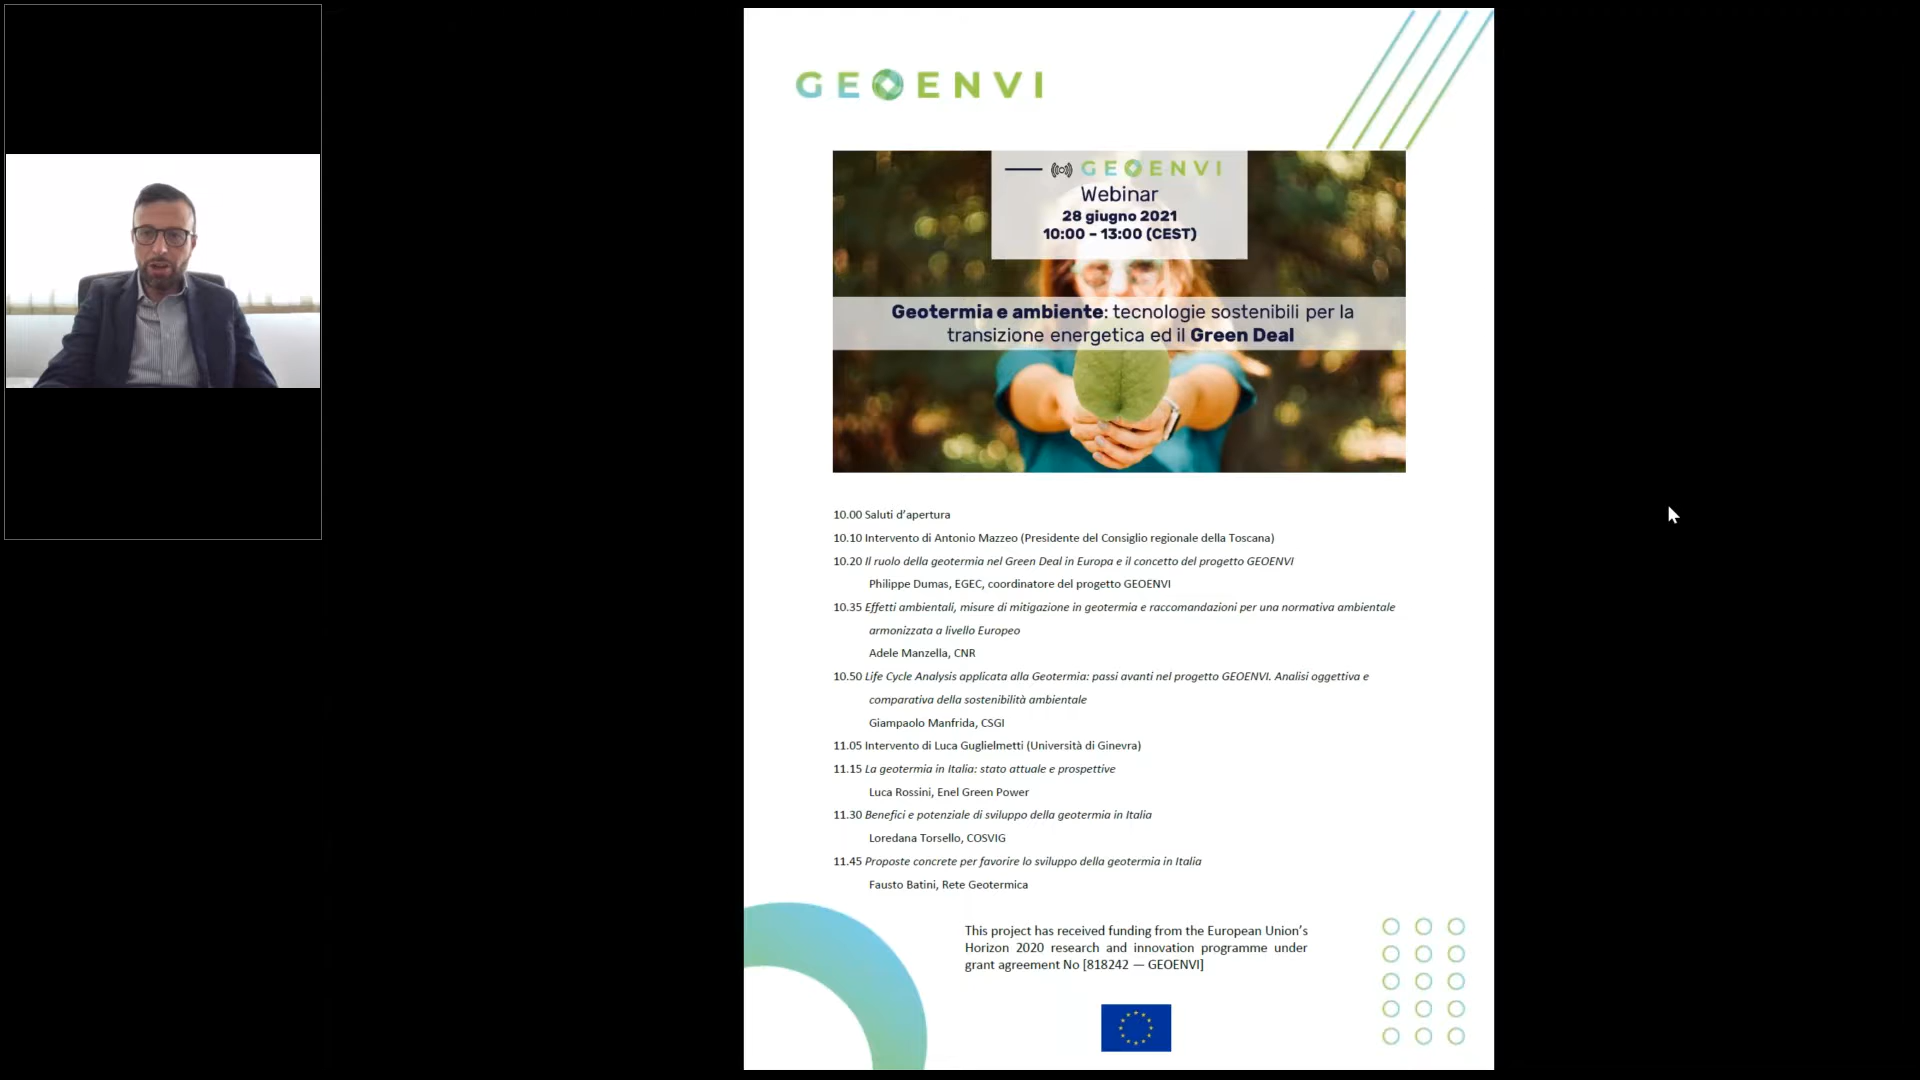 GEOENVI
GEOENVI
Webinar
28 giugno 2021
10:00 – 13:00 (CEST)
Geotermia e ambiente: tecnologie sostenibili per la
transizione energetica ed il Green Deal
10.00 Saluti d’apertura
10.10 Intervento di Antonio Mazzeo (Presidente del Consiglio regionale della Toscana)
10.20 Il ruolo della geotermia nel Green Deal in Europa e il concetto del progetto GEOENVI
Philippe Dumas, EGEC, coordinatore del progetto GEOENVI
10.35 Effetti ambientali, misure di mitigazione in geotermia e raccomandazioni per una normativa ambientale
armonizzata a livello Europeo
Adele Manzella, CNR
10.50 Life Cycle Analysis applicata alla Geotermia: passi avanti nel progetto GEOENVI. Analisi oggettiva e
comparativa della sostenibilità ambientale
Giampaolo Manfrida, CSGI
11.05 Intervento di Luca Guglielmetti (Università di Ginevra)
11.15 La geotermia in Italia: stato attuale e prospettive
Luca Rossini, Enel Green Power
11.30 Benefici e potenziale di sviluppo della geotermia in Italia
Loredana Torsello, COSVIG
11.45 Proposte concrete per favorire lo sviluppo della geotermia in Italia
Fausto Batini, Rete Geotermica
This project has received funding from the European Union’s
Horizon 2020 research and innovation programme under
grant agreement No [818242 — GEOENVI]